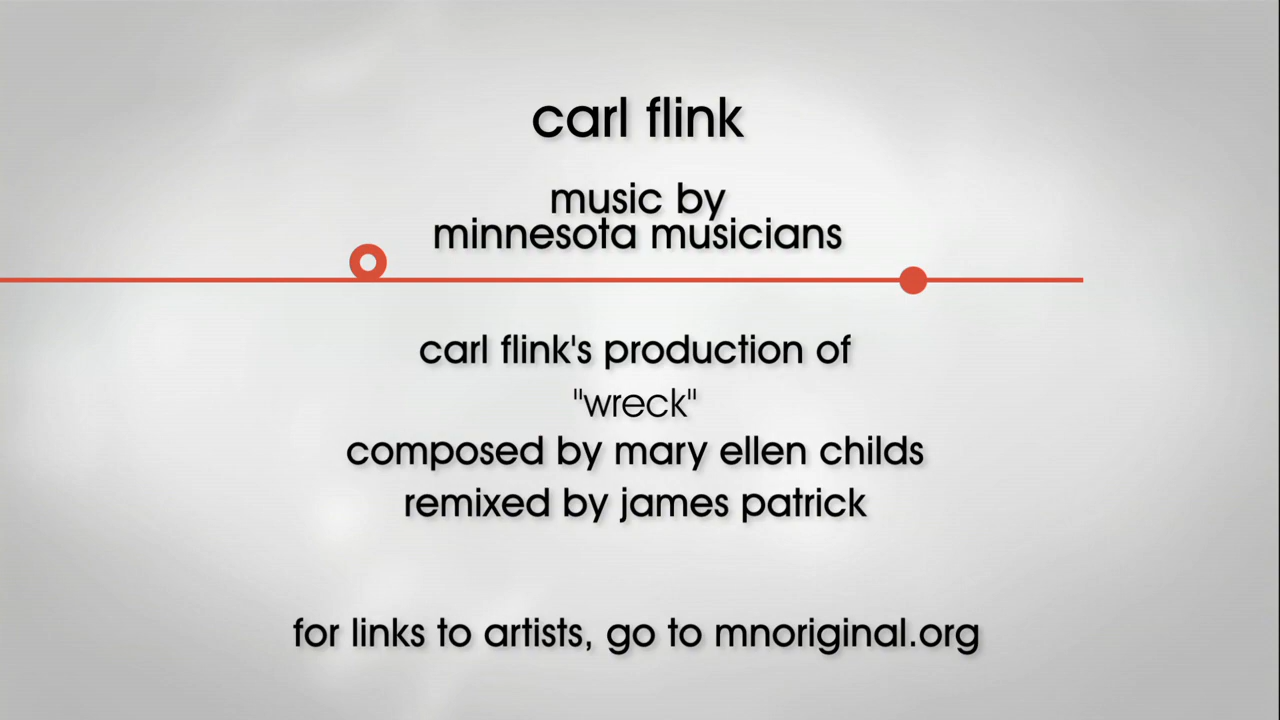 carl flink
music by
minnesota musicians
carl flink's production of
"wreck"
composed by mary ellen childs
remixed by james patrick
for links to artists, go to mnoriginal.org